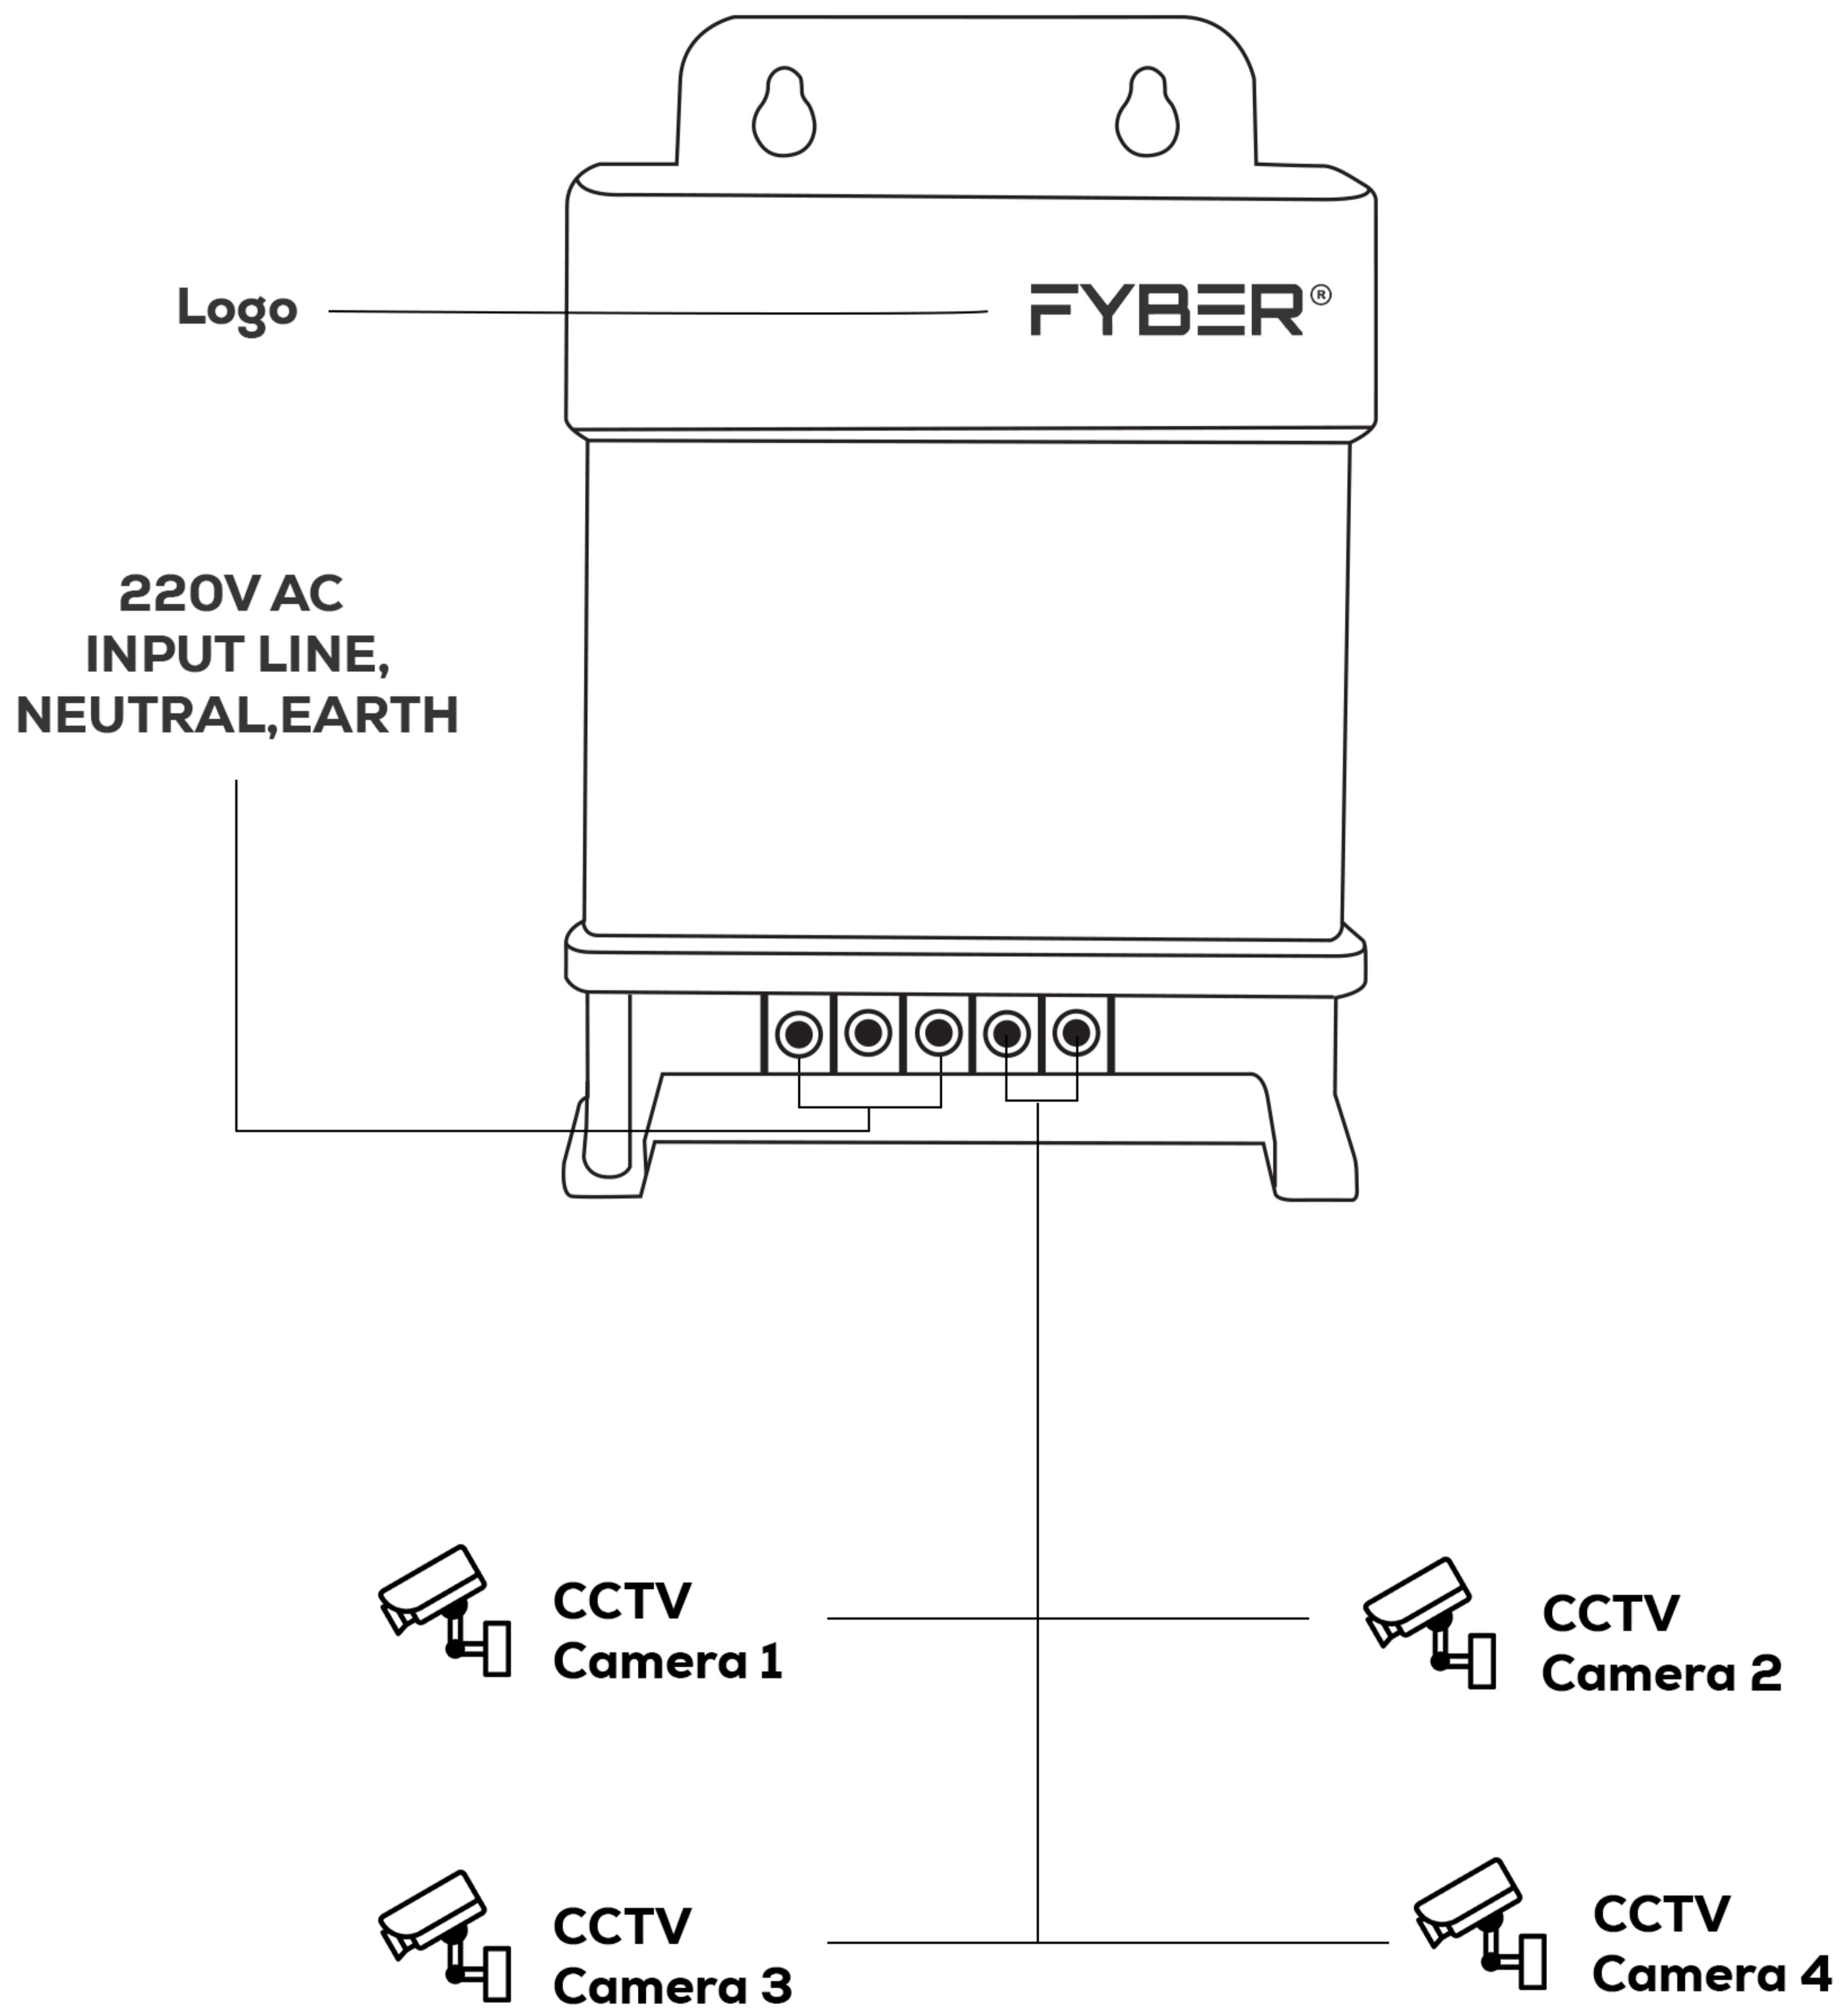 Logo
FYBER®
220V AC
INPUT LINE,
NEUTRAL,EARTH
CCTV
Camera 1
CCTV
Camera 2
CCTV
Camera 3
CCTV
Camera 4